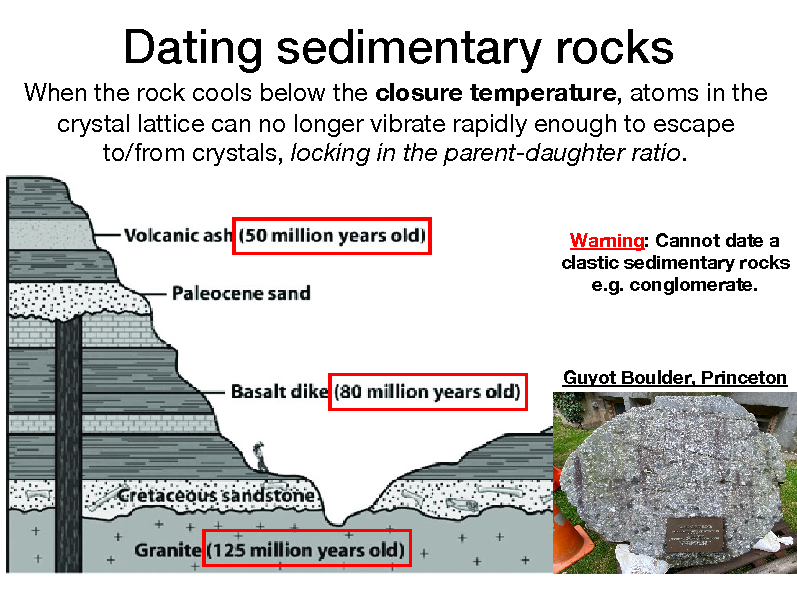 Dating sedimentary rocks
When the rock cools below the closure temperature, atoms in the
crystal lattice can no longer vibrate rapidly enough to escape
to/from crystals, locking in the parent-daughter ratio.
Volcanic ash (50 million years old)
Warning: Cannot date a
clastic sedimentary rocks
e.g. conglomerate.
Paleocene sand
Guyot Boulder, Princeton
Basalt dike (80 million years old)
Cretaceous sandstone
Granite (125 million years old)